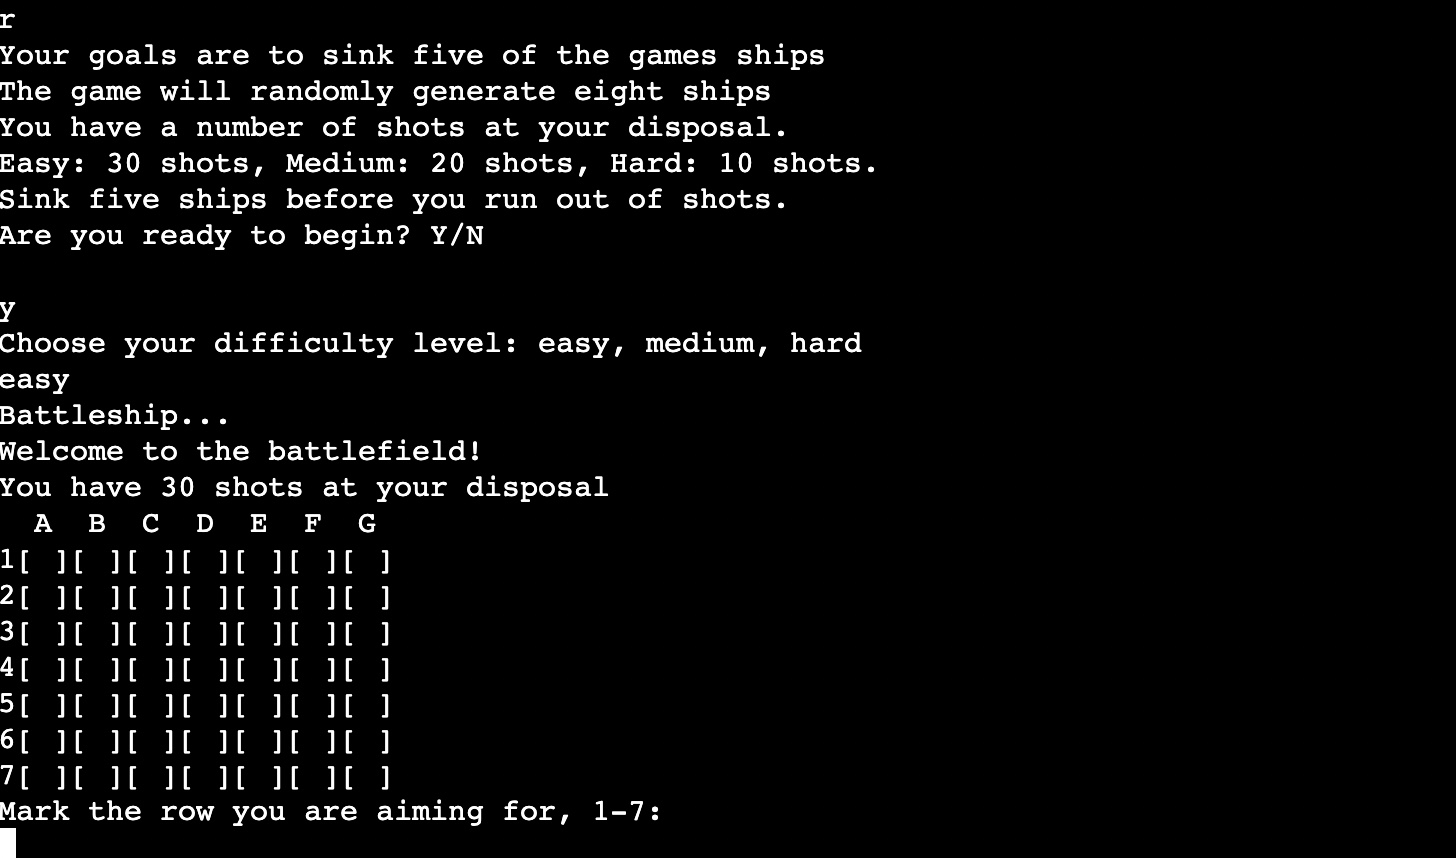 r
Your goals are to sink five of the games ships
The game will randomly generate eight ships
You have a number of shots at your disposal.
Easy: 30 shots, Medium: 20 shots, Hard: 10 shots.
Sink five ships before you run out of shots.
Are you ready to begin? Y/N
y
Choose your difficulty level: easy, medium, hard
easy
Battleship...
Welcome to the battlefield!
You have 30 shots at your disposal
  A  B  C  D  E  F  G
1[ ][ ][ ][ ][ ][ ][ ]
2[ ][ ][ ][ ][ ][ ][ ]
3[ ][ ][ ][ ][ ][ ][ ]
4[ ][ ][ ][ ][ ][ ][ ]
5[ ][ ][ ][ ][ ][ ][ ]
6[ ][ ][ ][ ][ ][ ][ ]
7[ ][ ][ ][ ][ ][ ][ ]
Mark the row you are aiming for, 1-7: